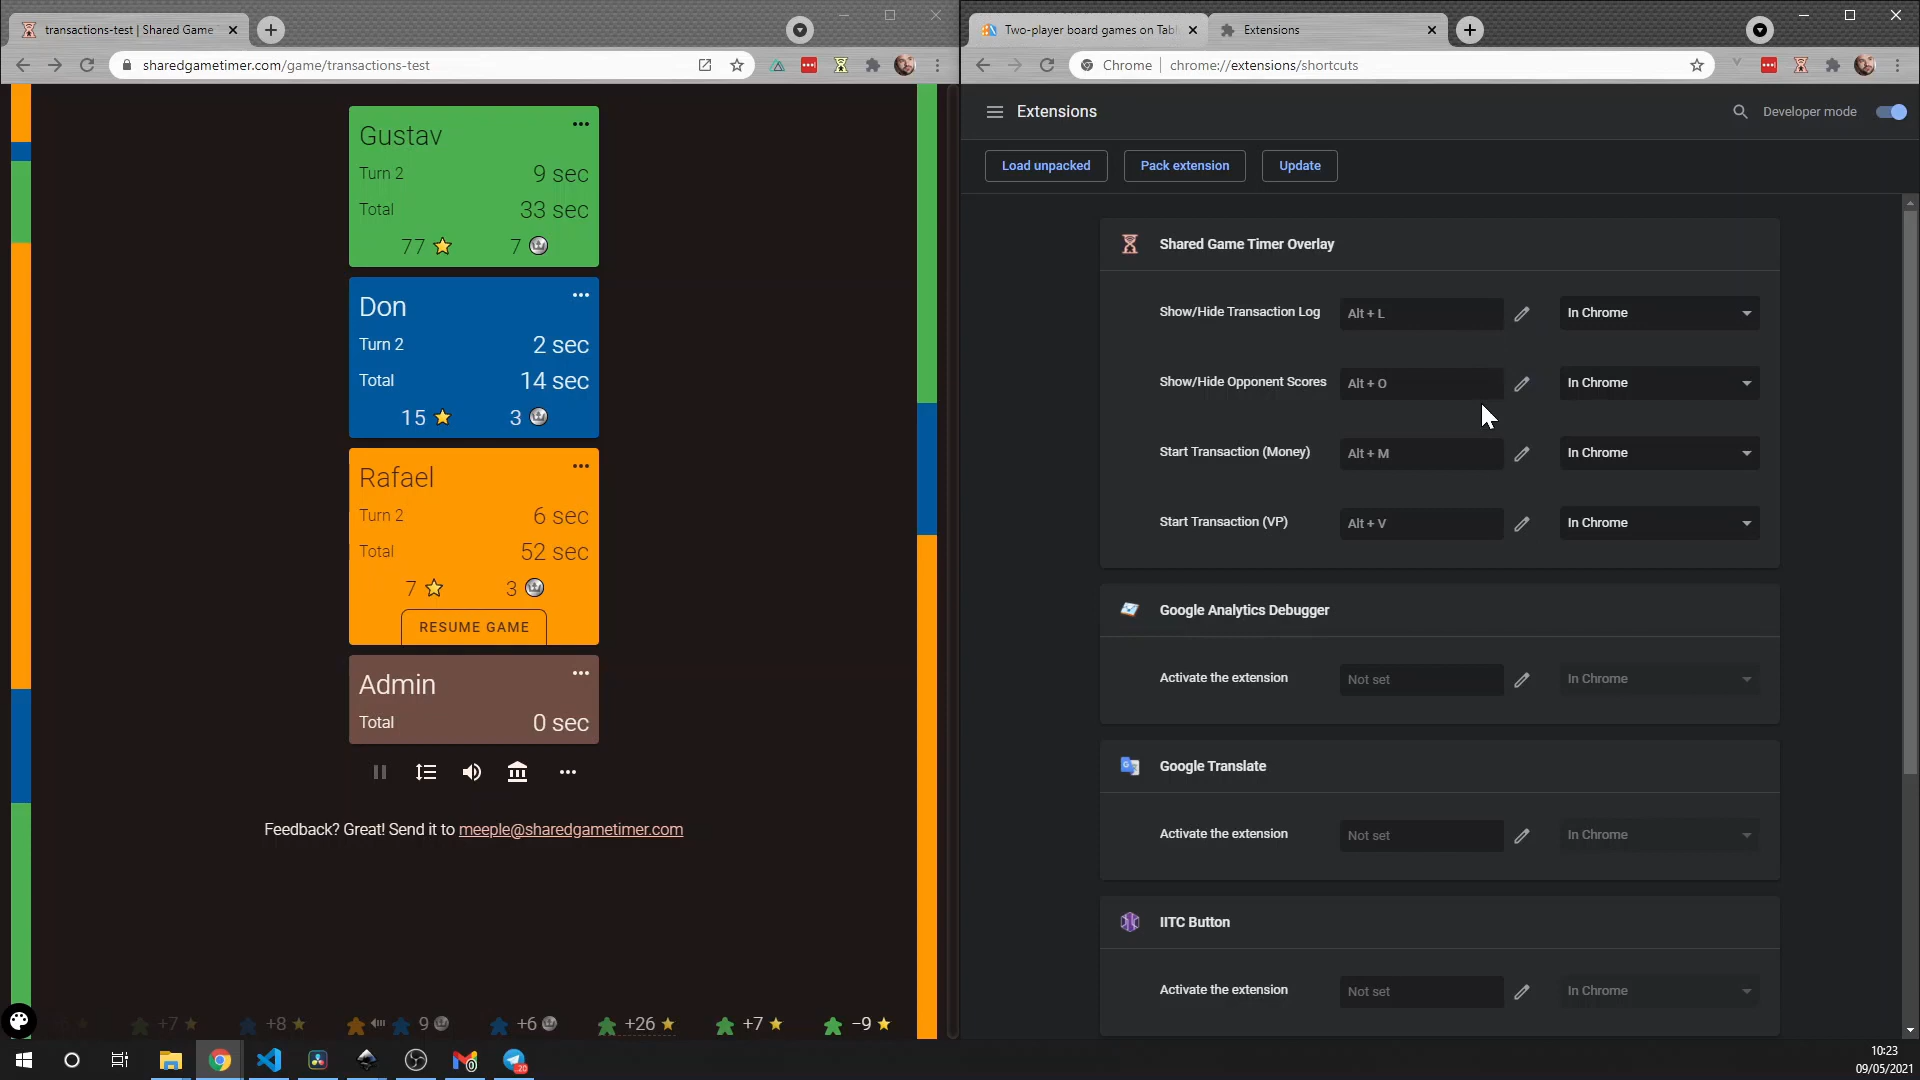 transactions-test | Shared Game
sharedgametimer.com/game/transactions-test
Gustav
Turn 2 9 sec
Total 33 sec
77 7
Don
Turn 2 2 sec
Total 14 sec
15 3
Rafael
Turn 2 6 sec
Total 52 sec
7 3
RESUME GAME
Admin
Total 0 sec
Feedback? Great! Send it to meeple@sharedgametimer.com
+7 +8 9 +6 +26 +7 −9
Two-player board games on Tabl
Extensions
Chrome | chrome://extensions/shortcuts
Extensions
Developer mode
Load unpacked
Pack extension
Update
Shared Game Timer Overlay
Show/Hide Transaction Log Alt + L In Chrome
Show/Hide Opponent Scores Alt + O In Chrome
Start Transaction (Money) Alt + M In Chrome
Start Transaction (VP) Alt + V In Chrome
Google Analytics Debugger
Activate the extension Not set In Chrome
Google Translate
Activate the extension Not set In Chrome
IITC Button
Activate the extension Not set In Chrome
0
20
10:23
09/05/2021